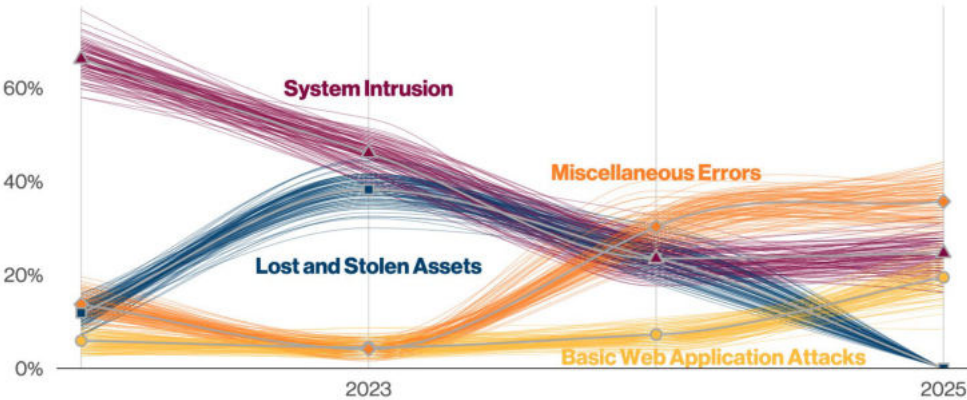 System Intrusion
60%
Miscellaneous Errors
40%
Lost and Stolen Assets
20%
Basic Web Application Attacks
0%
2023
2025